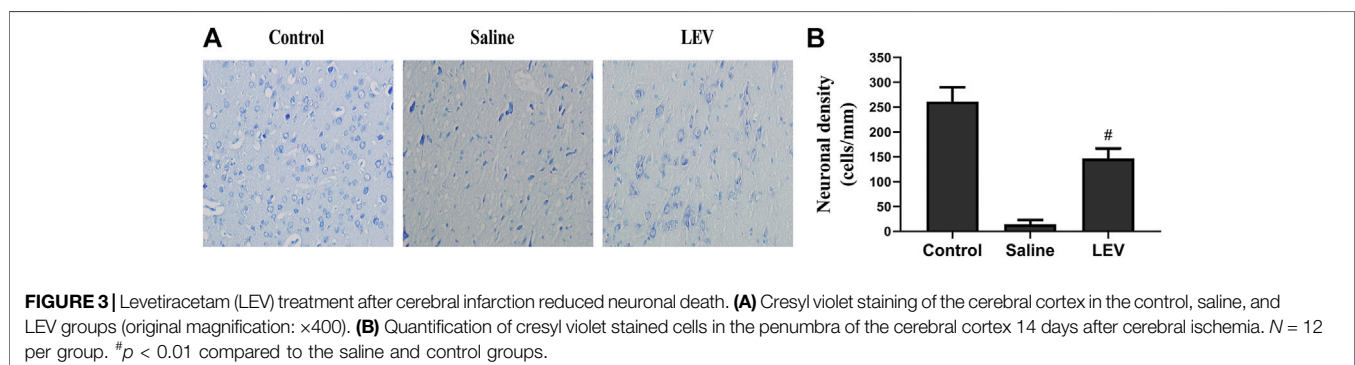 A
Control
Saline
LEV
B
350
300
250
200
150
100
50
0
Neuronal density
(cells/mm)
#
Control
Saline
LEV
FIGURE 3 | Levetiracetam (LEV) treatment after cerebral infarction reduced neuronal death. (A) Cresyl violet staining of the cerebral cortex in the control, saline, and
LEV groups (original magnification: ×400). (B) Quantification of cresyl violet stained cells in the penumbra of the cerebral cortex 14 days after cerebral ischemia. N = 12
per group. #p < 0.01 compared to the saline and control groups.